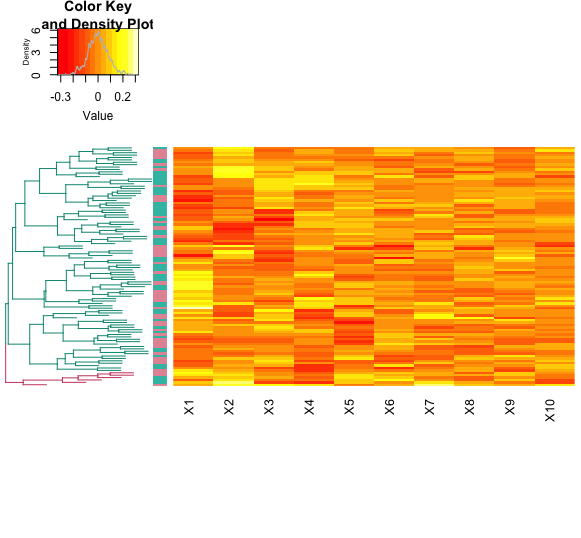 Color Key
and Density Plot
Density
0 3 6
-0.3 0 0.2
Value
X1 X2 X3 X4 X5 X6 X7 X8 X9 X10